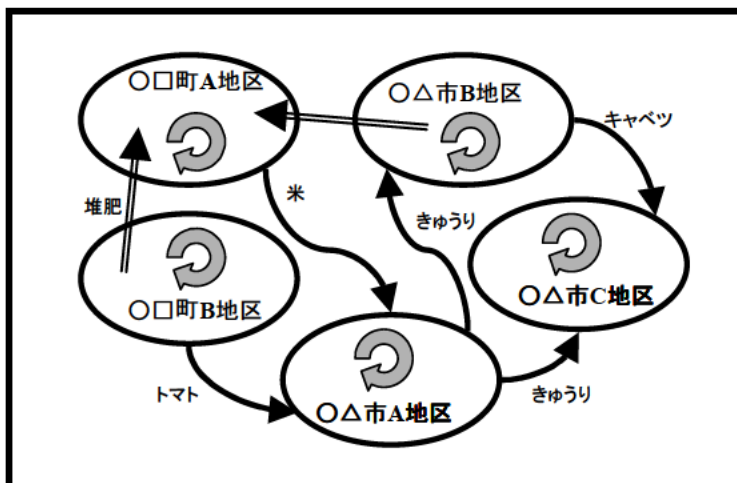 〇□町A地区
〇△市B地区
キャベツ
堆肥
米
きゅうり
〇□町B地区
〇△市C地区
トマト
〇△市A地区
きゅうり